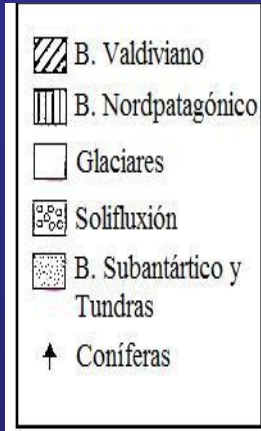 B. Valdiviano
B. Nordpatagónico
Glaciares
Solifluxión
B. Subantártico y
Tundras
Coníferas